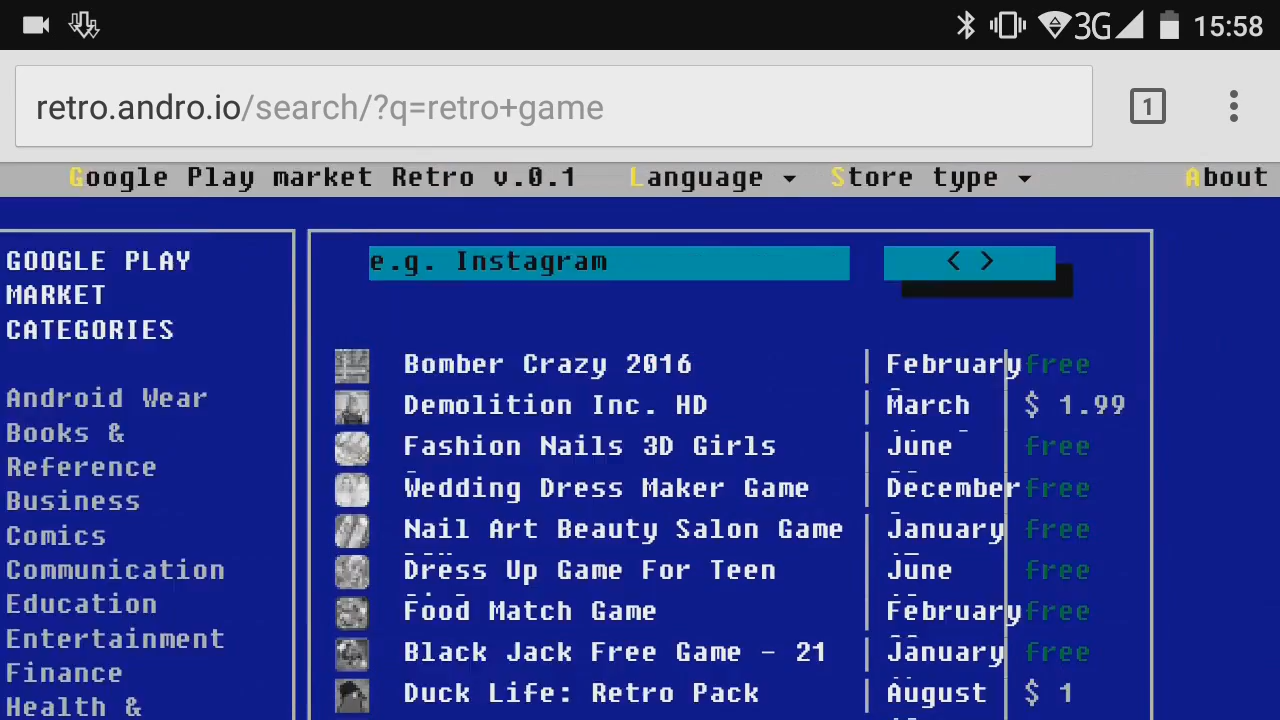 3G 15:58
retro.andro.io/search/?q=retro+game 1
Google Play market Retro v.0.1 Language Store type About
GOOGLE PLAY
MARKET
CATEGORIES
Android Wear
Books &
Reference
Business
Comics
Communication
Education
Entertainment
Finance
Health &
e.g. Instagram < >
Bomber Crazy 2016 | February free
Demolition Inc. HD | March $ 1.99
Fashion Nails 3D Girls | June free
Wedding Dress Maker Game | December free
Nail Art Beauty Salon Game | January free
Dress Up Game For Teen | June free
Food Match Game | February free
Black Jack Free Game - 21 | January free
Duck Life: Retro Pack | August $ 1